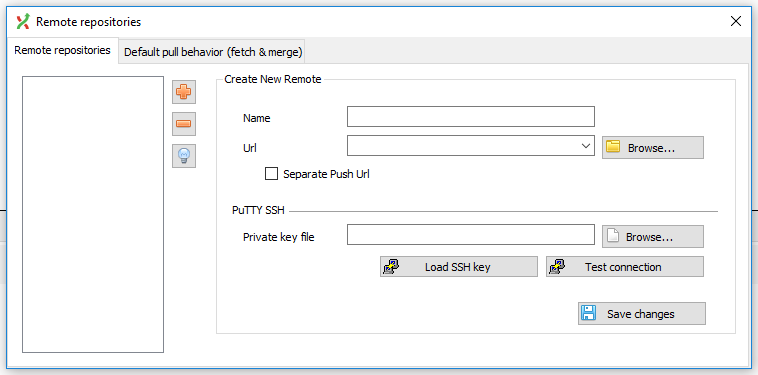 Remote repositories
Remote repositories
Default pull behavior (fetch & merge)
Create New Remote
Name
Url
Browse...
Separate Push Url
PuTTY SSH
Private key file
Browse...
Load SSH key
Test connection
Save changes